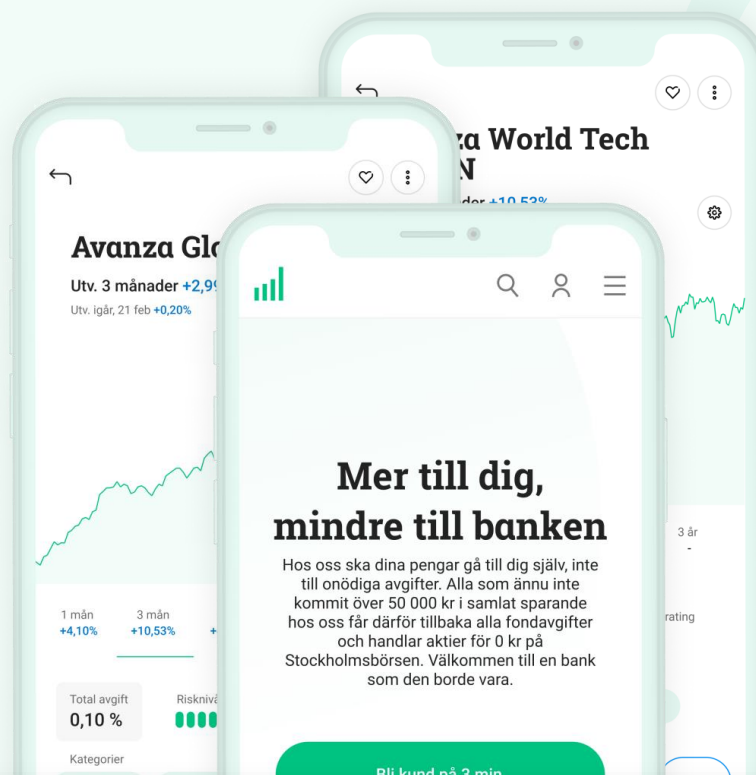 Avanza
Utv. 3 månader +2,9
Utv. igår, 21 feb +0,20%
1 mån
3 mån
+4,10%
+10,53%
+
Total avgift
Risknivå
0,10 %
Kategorier
World Tech
N
+10,53%
3 år
-
rating
Mer till dig,
mindre till banken
Hos oss ska dina pengar gå till dig själv, inte
till onödiga avgifter. Alla som ännu inte
kommit över 50 000 kr i samlat sparande
hos oss får därför tillbaka alla fondavgifter
och handlar aktier för 0 kr på
Stockholmsbörsen. Välkommen till en bank
som den borde vara.
Bli kund på 3 min